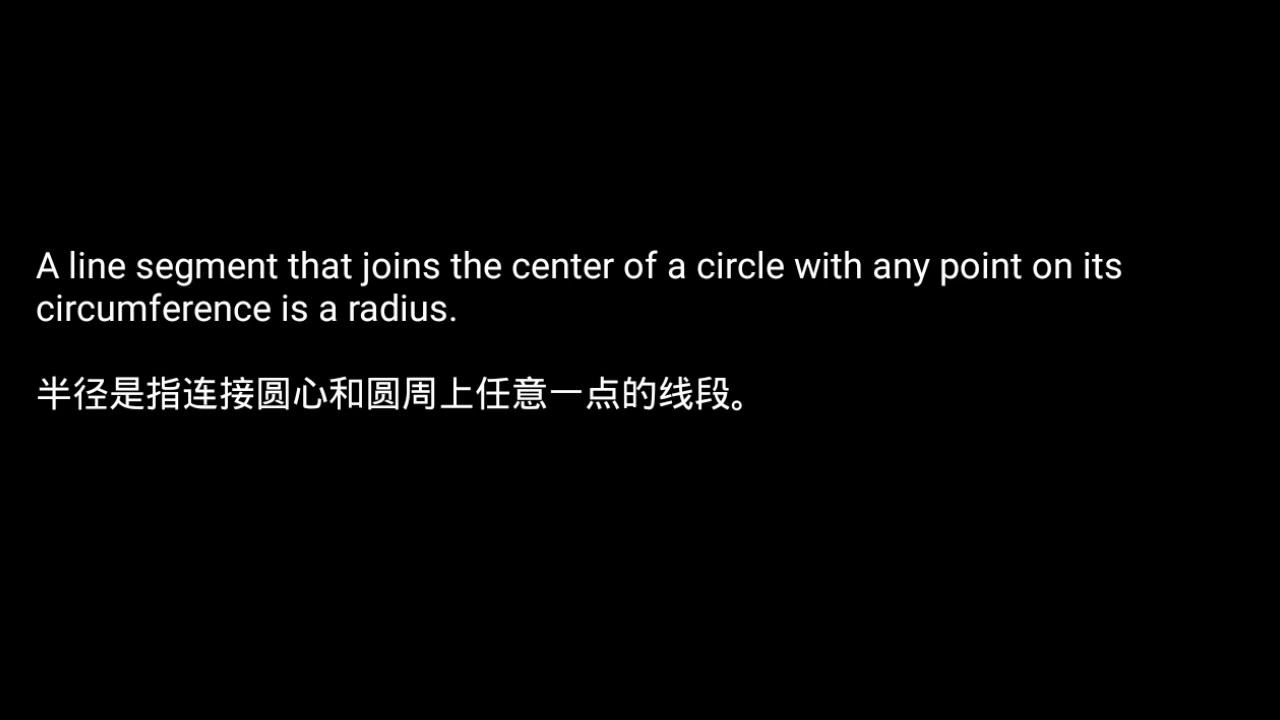 A line segment that joins the center of a circle with any point on its
circumference is a radius.
半径是指连接圆心和圆周上任意一点的线段。